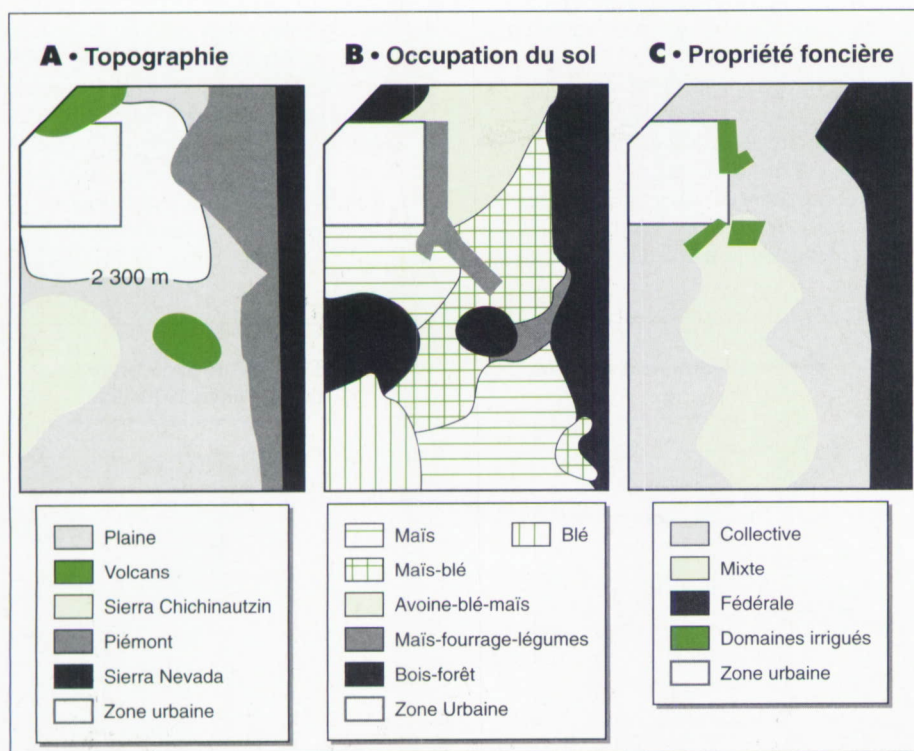 A • Topographie
B • Occupation du sol
C • Propriété foncière
2 300 m
Plaine
Volcans
Sierra Chichinautzin
Piémont
Sierra Nevada
Zone urbaine
Maïs
Blé
Maïs-blé
Avoine-blé-maïs
Maïs-fourrage-légumes
Bois-forêt
Zone Urbaine
Collective
Mixte
Fédérale
Domaines irrigués
Zone urbaine